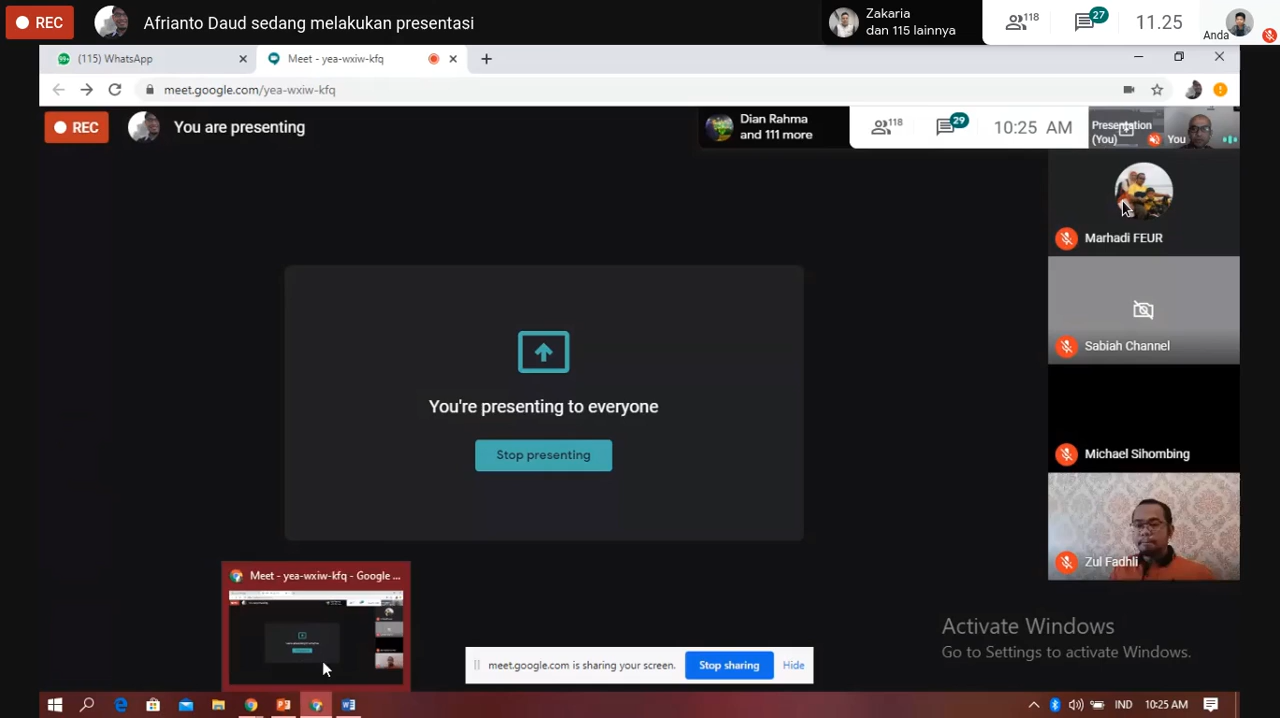 REC
Afrianto Daud sedang melakukan presentasi
Zakaria
dan 115 lainnya
118
27
11.25
Anda
99+
(115) WhatsApp
Meet - yea-wxiw-kfq
meet.google.com/yea-wxiw-kfq
REC
You are presenting
Dian Rahma
and 111 more
118
29
10:25 AM
Presentation
(You)
You
Marhadi FEUR
Sabiah Channel
You're presenting to everyone
Stop presenting
Michael Sihombing
Zul Fadhli
Meet - yea-wxiw-kfq - Google ...
Activate Windows
Go to Settings to activate Windows.
meet.google.com is sharing your screen.
Stop sharing
Hide
IND
10:25 AM